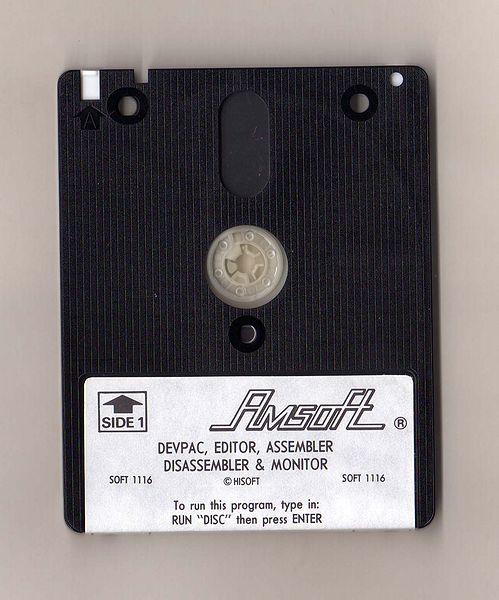 A
SIDE 1
Amsoft ®
DEVPAC, EDITOR, ASSEMBLER
DISASSEMBLER & MONITOR
SOFT 1116 © HISOFT SOFT 1116
To run this program, type in:
RUN "DISC" then press ENTER